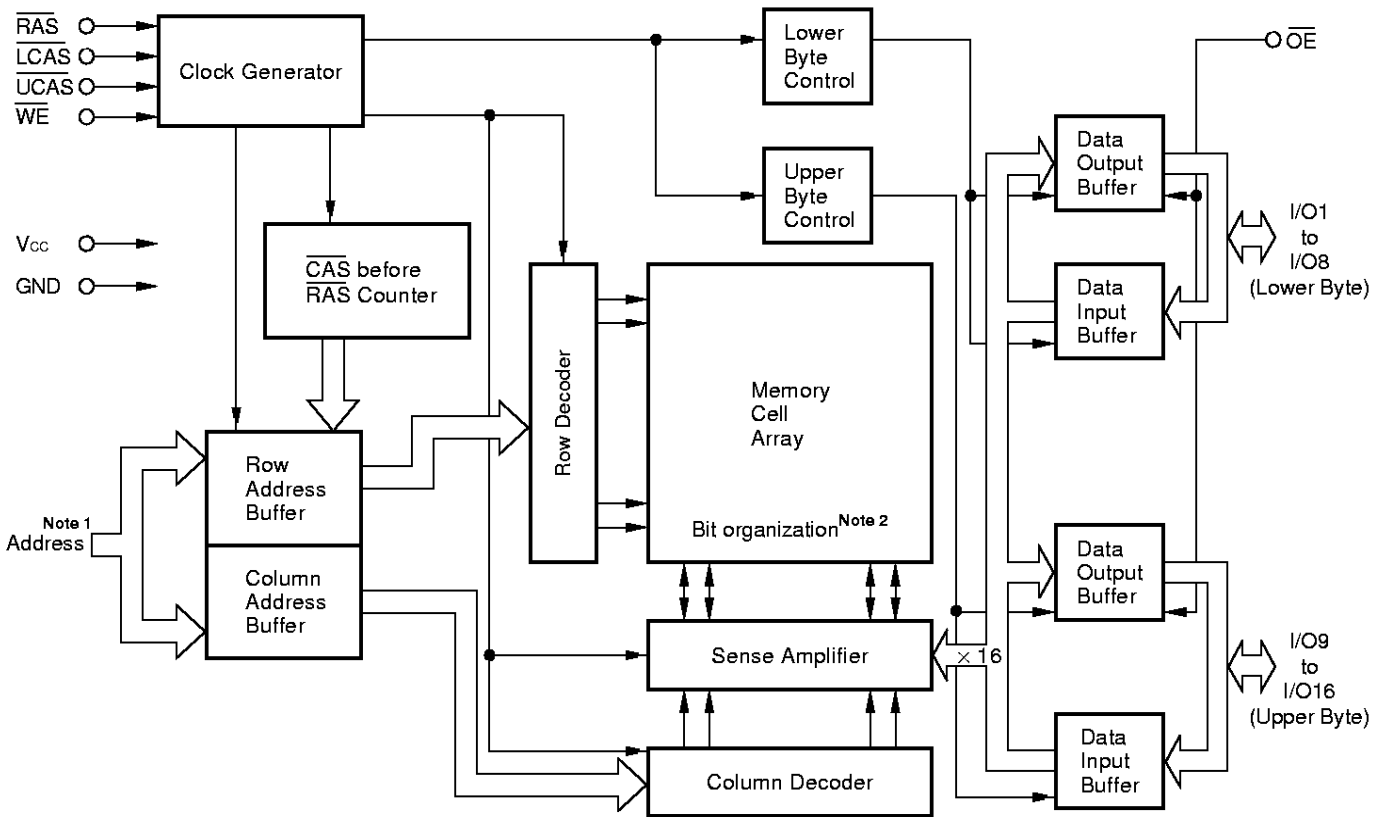 RAS
LCAS
UCAS
WE
Clock Generator
Lower
Byte
Control
OE
Upper
Byte
Control
Data
Output
Buffer
I/O1
to
I/O8
(Lower Byte)
VCC
GND
CAS before
RAS Counter
Row Decoder
Memory
Cell
Array
Bit organization Note 2
Data
Input
Buffer
Note 1
Address
Row
Address
Buffer
Column
Address
Buffer
Sense Amplifier
× 16
Data
Output
Buffer
I/O9
to
I/O16
(Upper Byte)
Column Decoder
Data
Input
Buffer